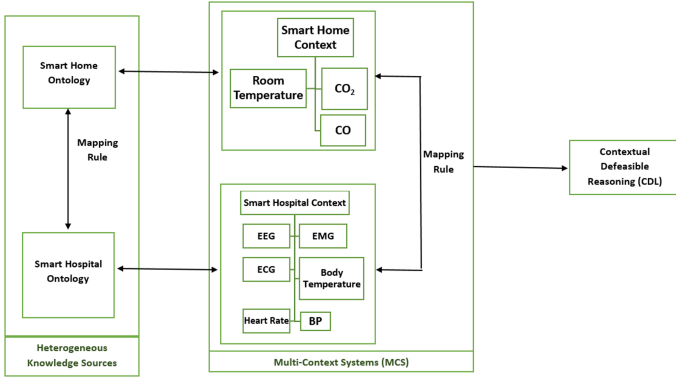 Smart Home
Ontology
Mapping
Rule
Smart Hospital
Ontology
Heterogeneous
Knowledge Sources
Smart Home
Context
Room
Temperature
CO₂
CO
Smart Hospital Context
EEG
EMG
ECG
Body
Temperature
Heart Rate
BP
Mapping
Rule
Multi-Context Systems (MCS)
Contextual
Defeasible
Reasoning (CDL)